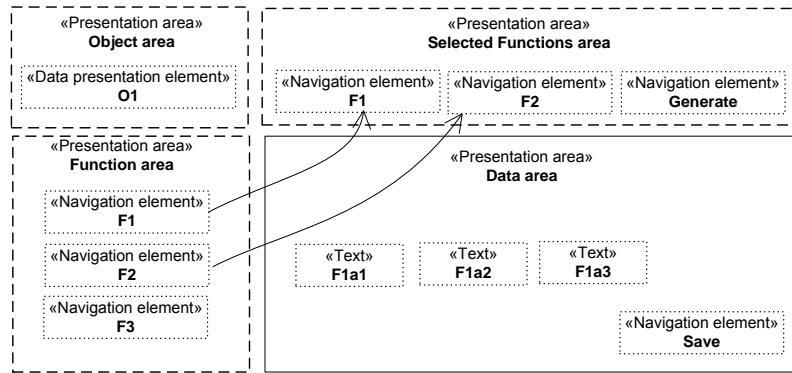 «Presentation area»
Object area
«Data presentation element»
O1
«Presentation area»
Selected Functions area
«Navigation element»
F1
«Navigation element»
F2
«Navigation element»
Generate
«Presentation area»
Function area
«Navigation element»
F1
«Navigation element»
F2
«Navigation element»
F3
«Presentation area»
Data area
«Text»
F1a1
«Text»
F1a2
«Text»
F1a3
«Navigation element»
Save